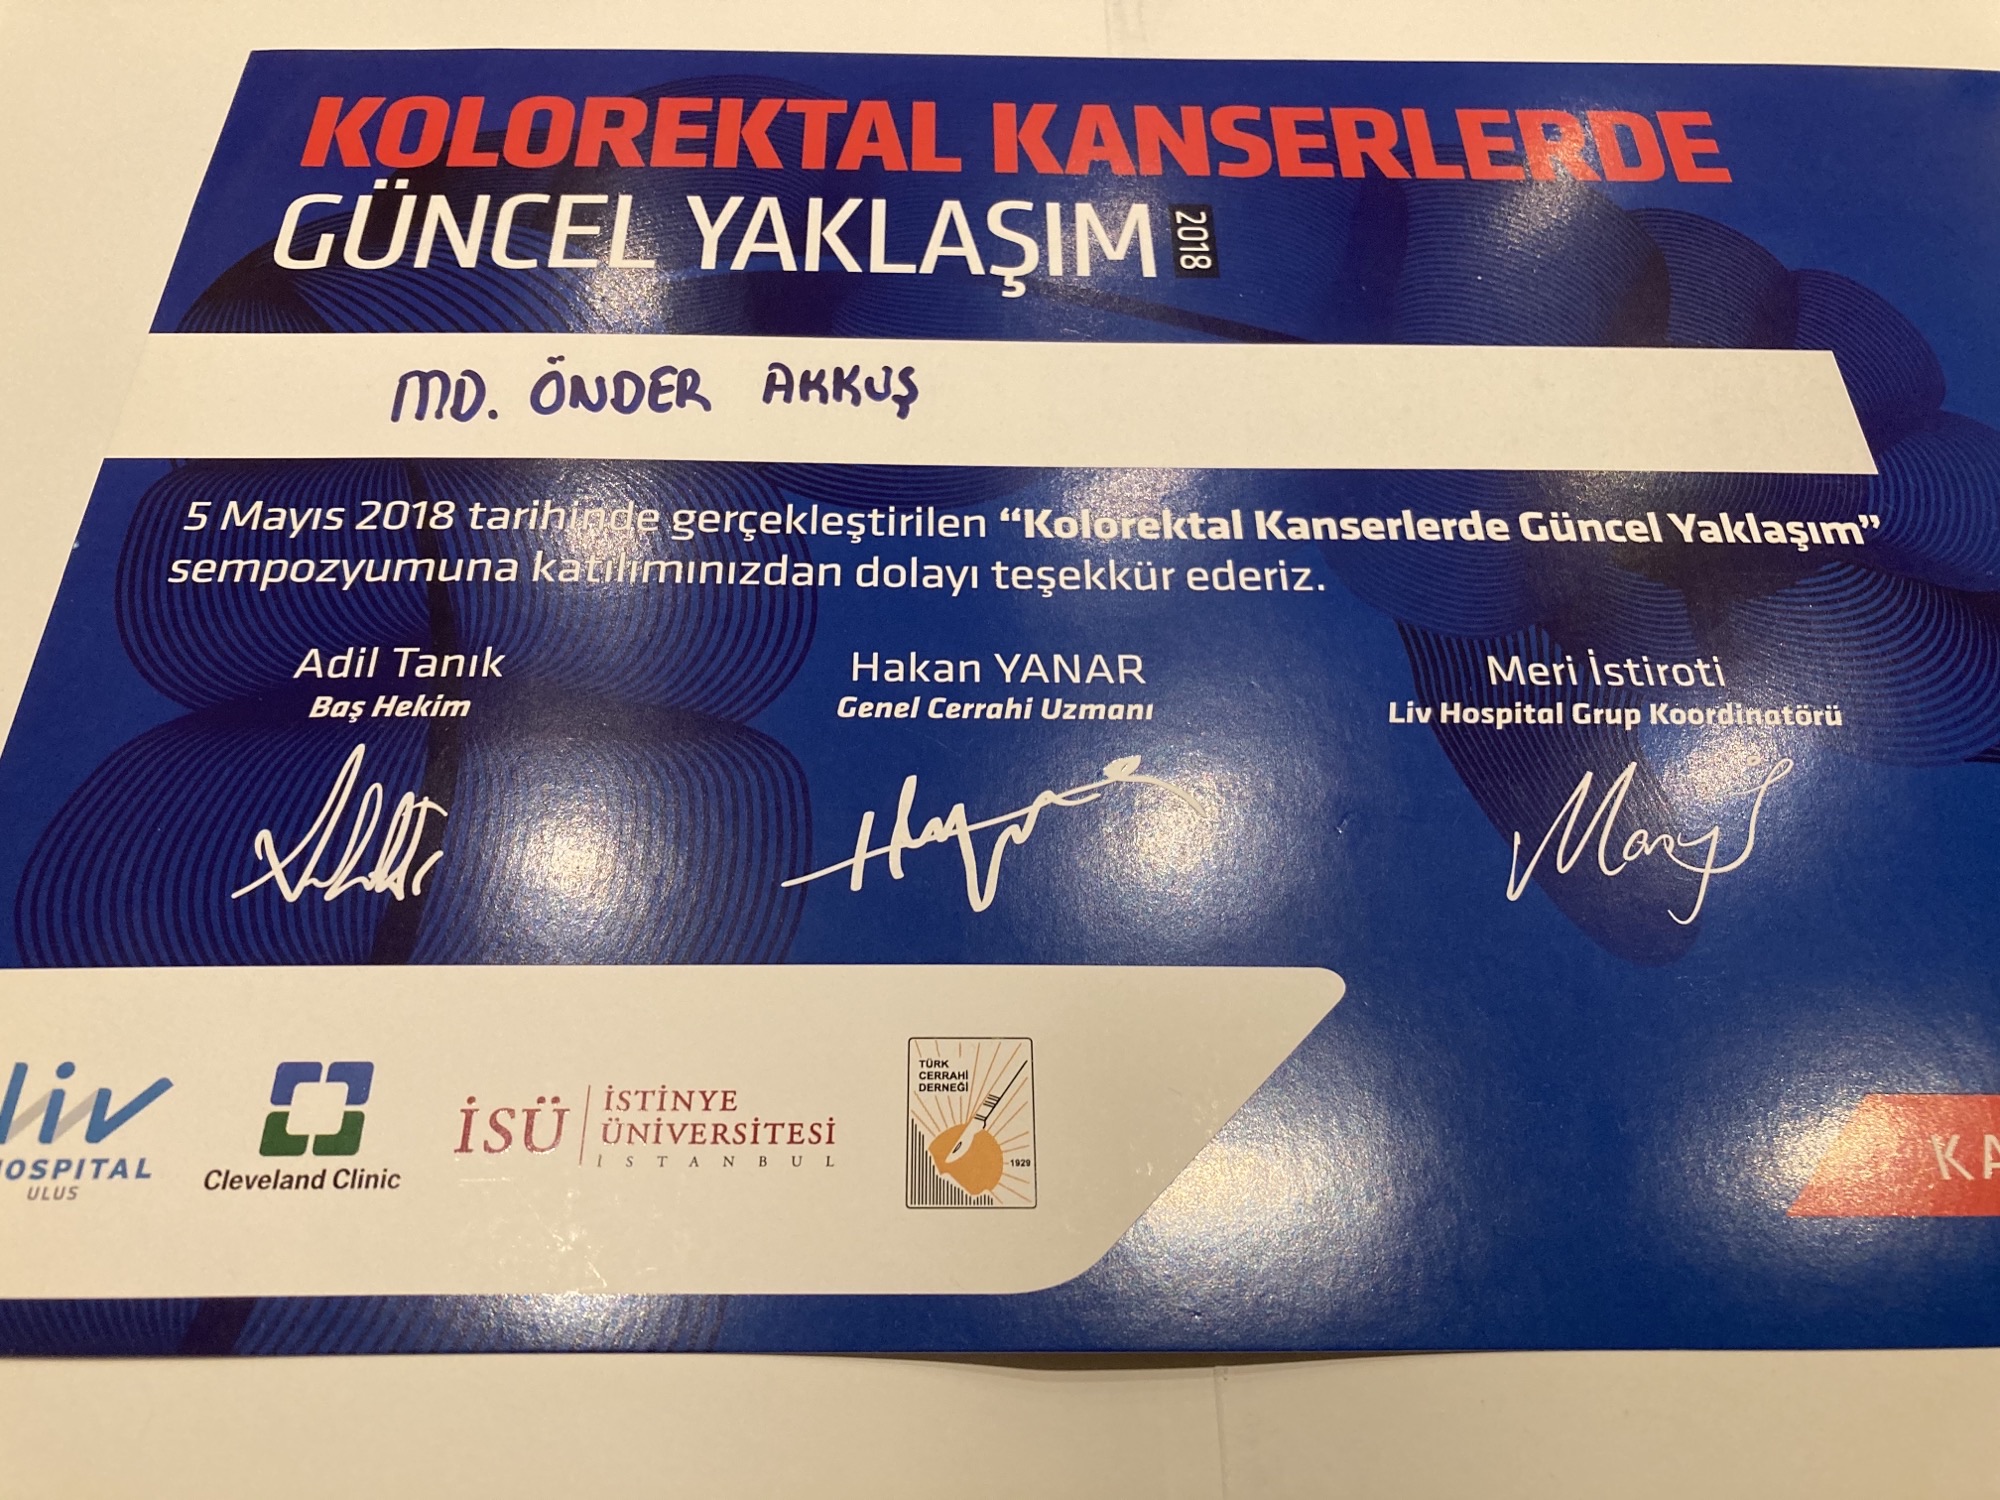 KOLOREKTAL KANSERLERDE
GÜNCEL YAKLAŞIM 2018
MD. ÖNDER AKKUŞ
5 Mayıs 2018 tarihinde gerçekleştirilen “Kolorektal Kanserlerde Güncel Yaklaşım”
sempozyumuna katılımınızdan dolayı teşekkür ederiz.
Adil Tanık
Baş Hekim
Hakan YANAR
Genel Cerrahi Uzmanı
Meri İstiroti
Liv Hospital Grup Koordinatörü
liv
HOSPITAL
ULUS
Cleveland Clinic
İSÜ
İSTİNYE
ÜNİVERSİTESİ
İSTANBUL
TÜRK
CERRAHİ
DERNEĞİ
1929